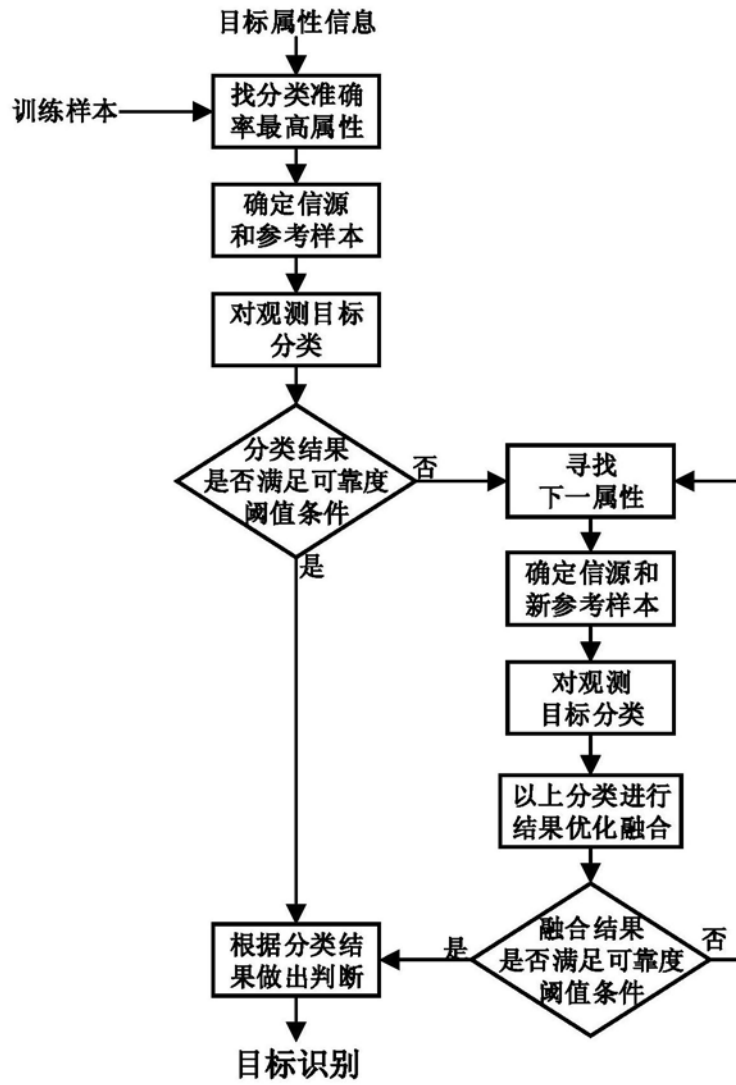 目标属性信息
训练样本
找分类准确
率最高属性
确定信源
和参考样本
对观测目标
分类
分类结果
是否满足可靠度
阈值条件
否
是
寻找
下一属性
确定信源和
新参考样本
对观测
目标分类
以上分类进行
结果优化融合
融合结果
是否满足可靠度
阈值条件
否
是
根据分类结
果做出判断
目标识别